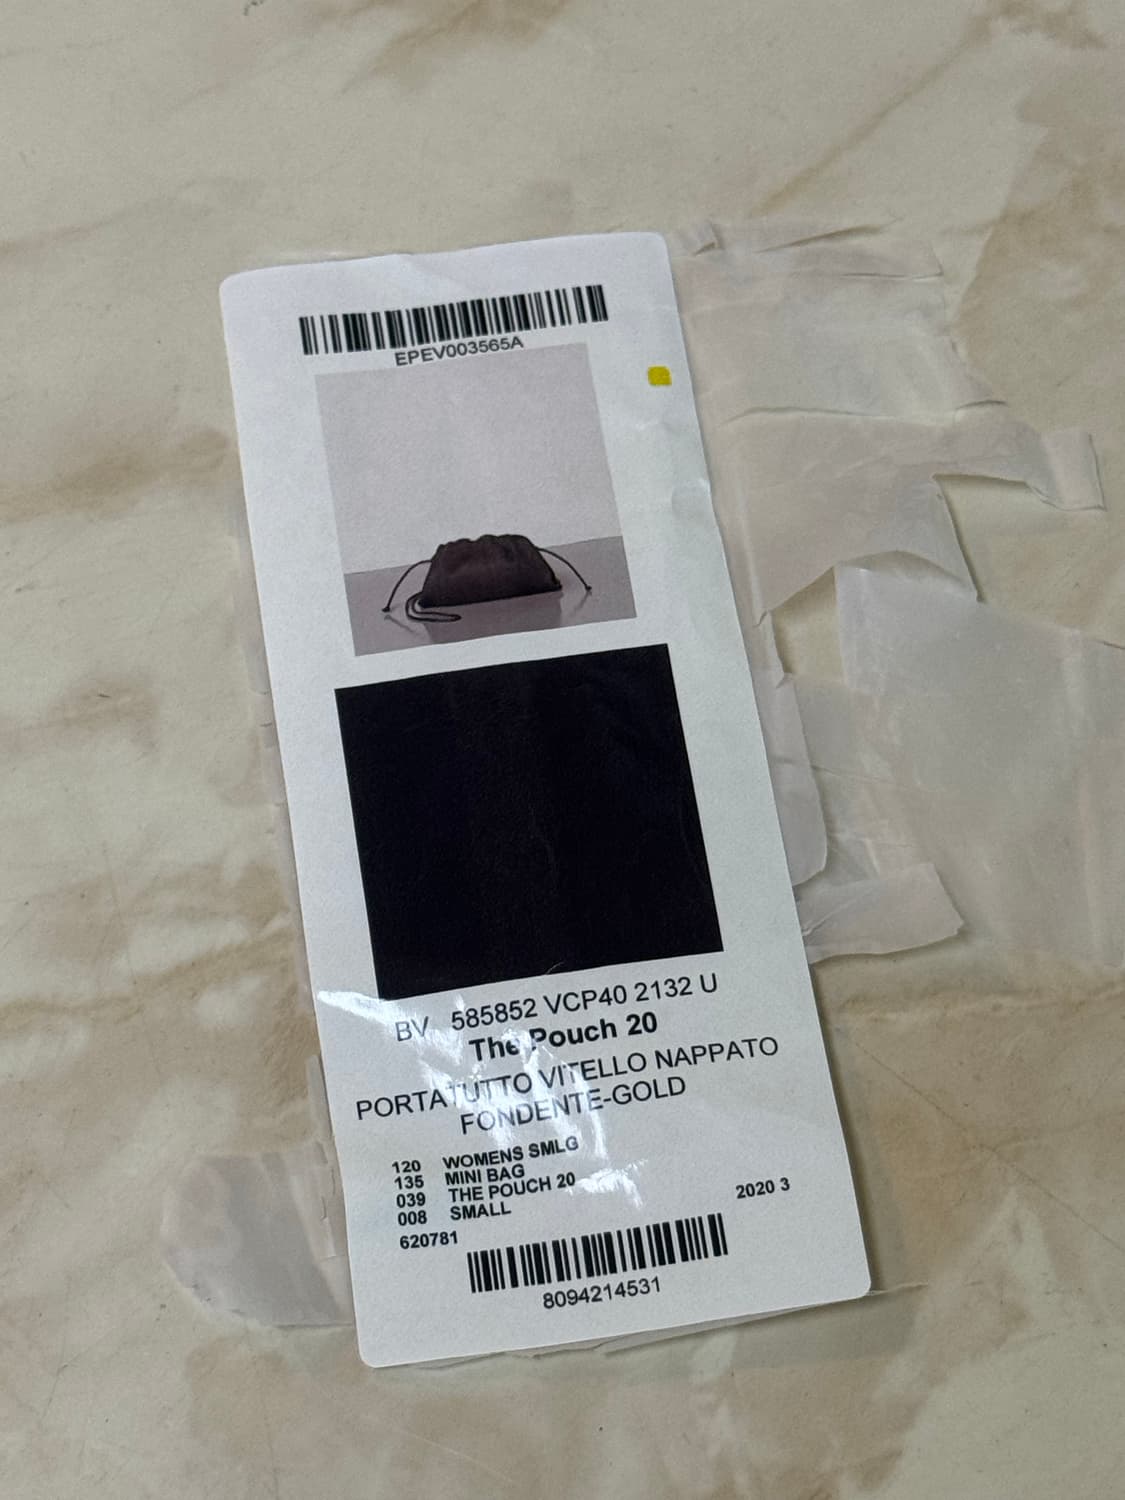 EPEV003565A
BV 585852 VCP40 2132 U
The Pouch 20
PORTATUTTO VITELLO NAPPATO
FONDENTE-GOLD
120 WOMENS SMLG
135 MINI BAG
039 THE POUCH 20
008 SMALL
2020 3
620781
8094214531